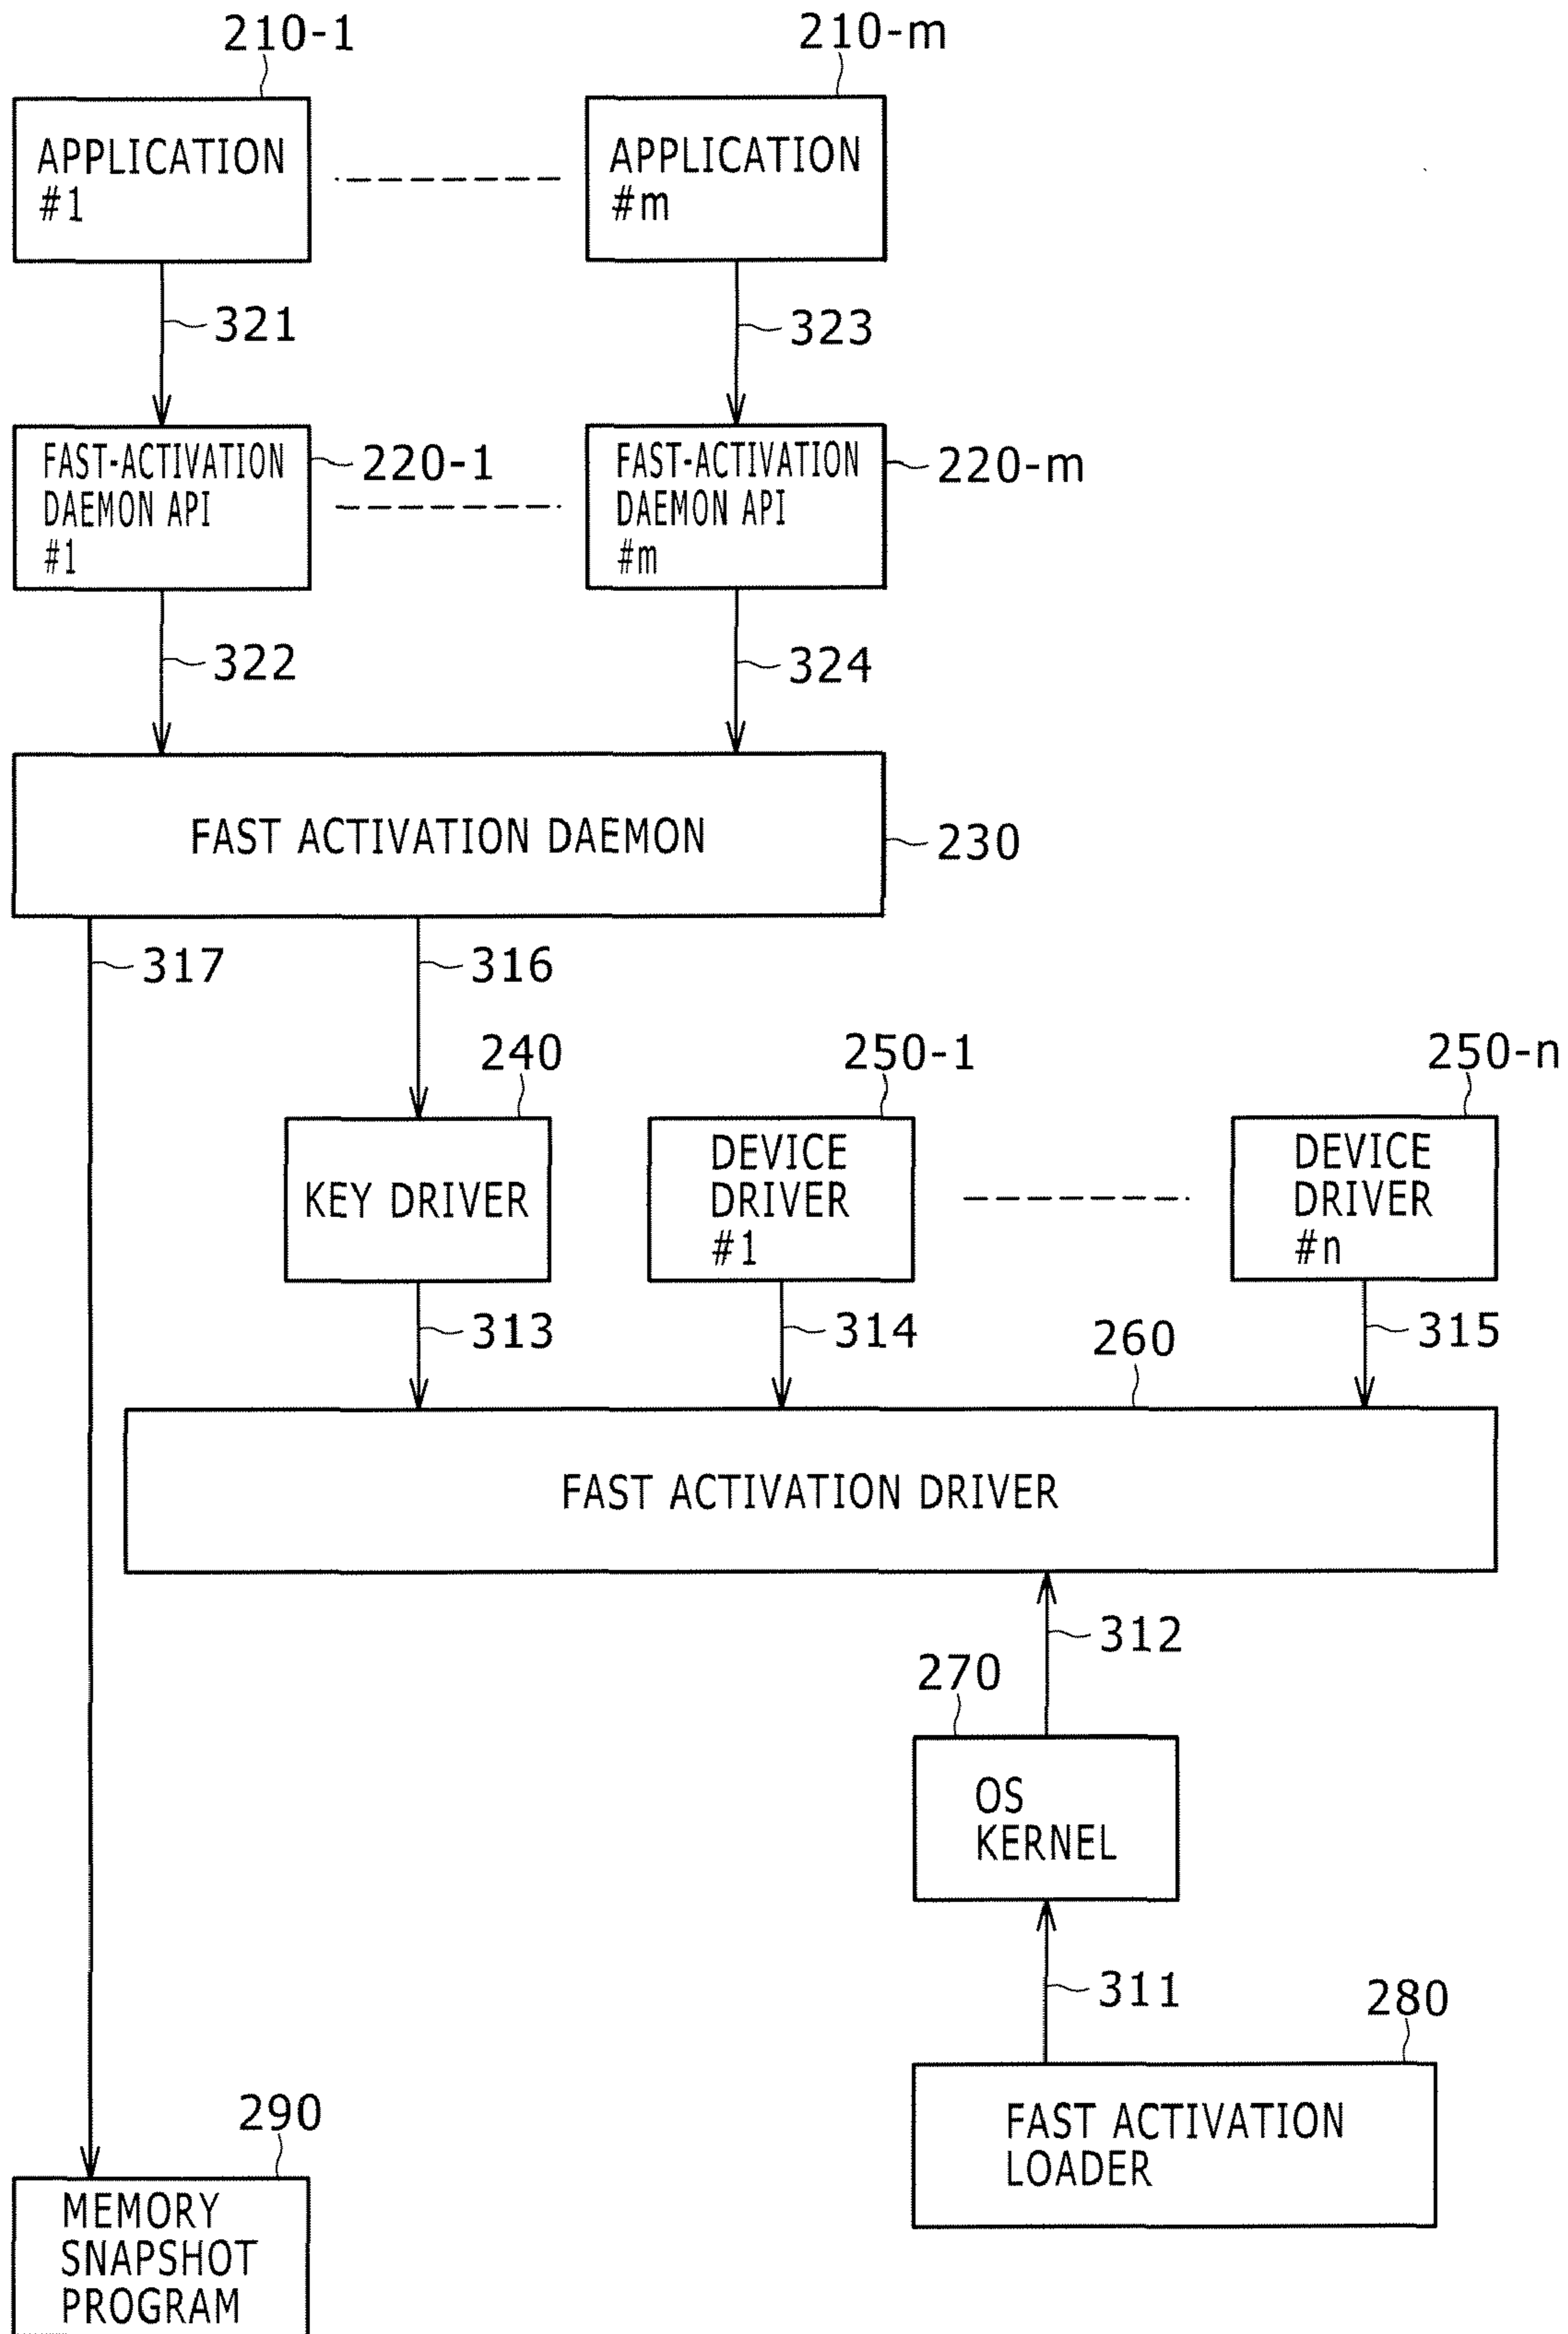 210-1
210-m
APPLICATION
#1
APPLICATION
#m
321
323
FAST-ACTIVATION
DAEMON API
#1
220-1
FAST-ACTIVATION
DAEMON API
#m
220-m
322
324
FAST ACTIVATION DAEMON
230
317
316
240
250-1
250-n
KEY DRIVER
DEVICE
DRIVER
#1
DEVICE
DRIVER
#n
313
314
315
260
FAST ACTIVATION DRIVER
312
270
OS
KERNEL
311
280
FAST ACTIVATION
LOADER
290
MEMORY
SNAPSHOT
PROGRAM